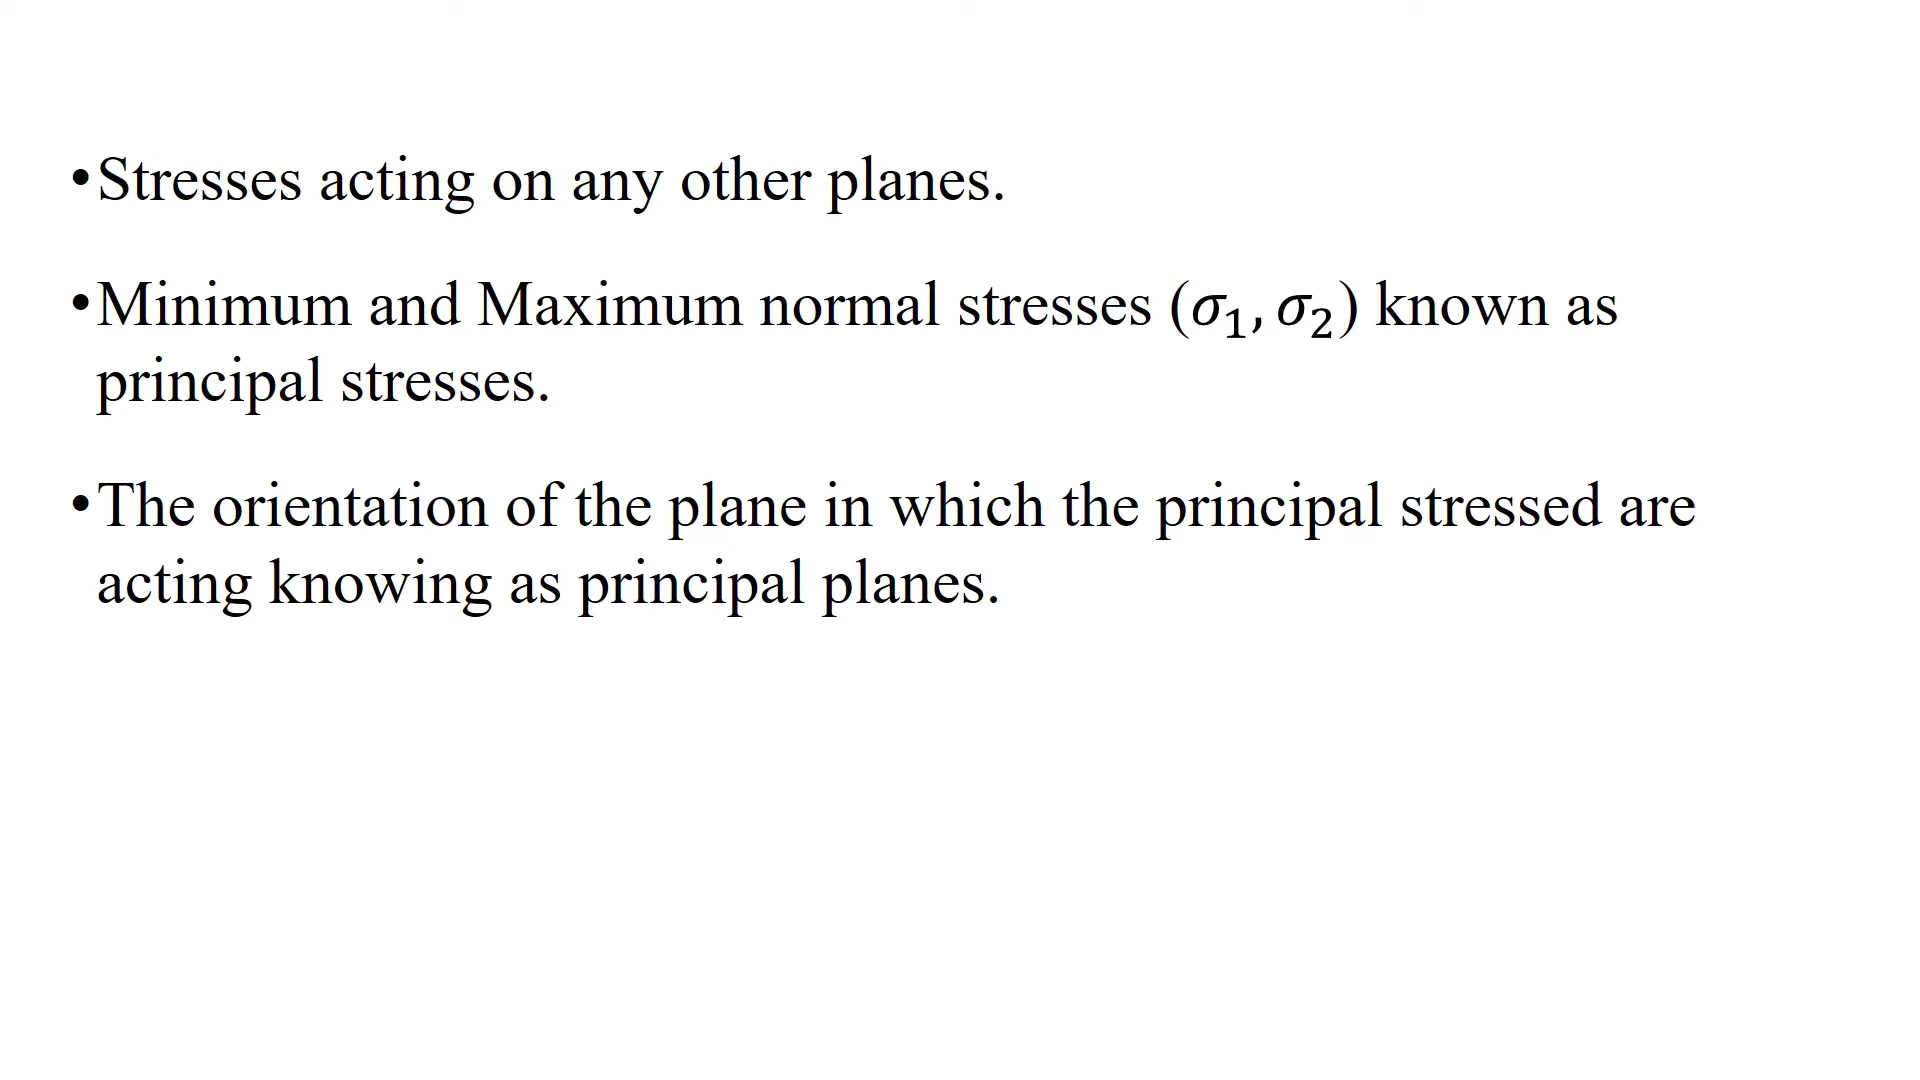 •Stresses acting on any other planes.
•Minimum and Maximum normal stresses (𝜎₁, 𝜎₂) known as
principal stresses.
•The orientation of the plane in which the principal stressed are
acting knowing as principal planes.